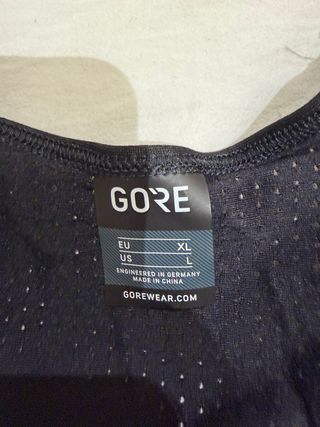 GORE
EU XL
US L
ENGINEERED IN GERMANY
MADE IN CHINA
GOREWEAR.COM